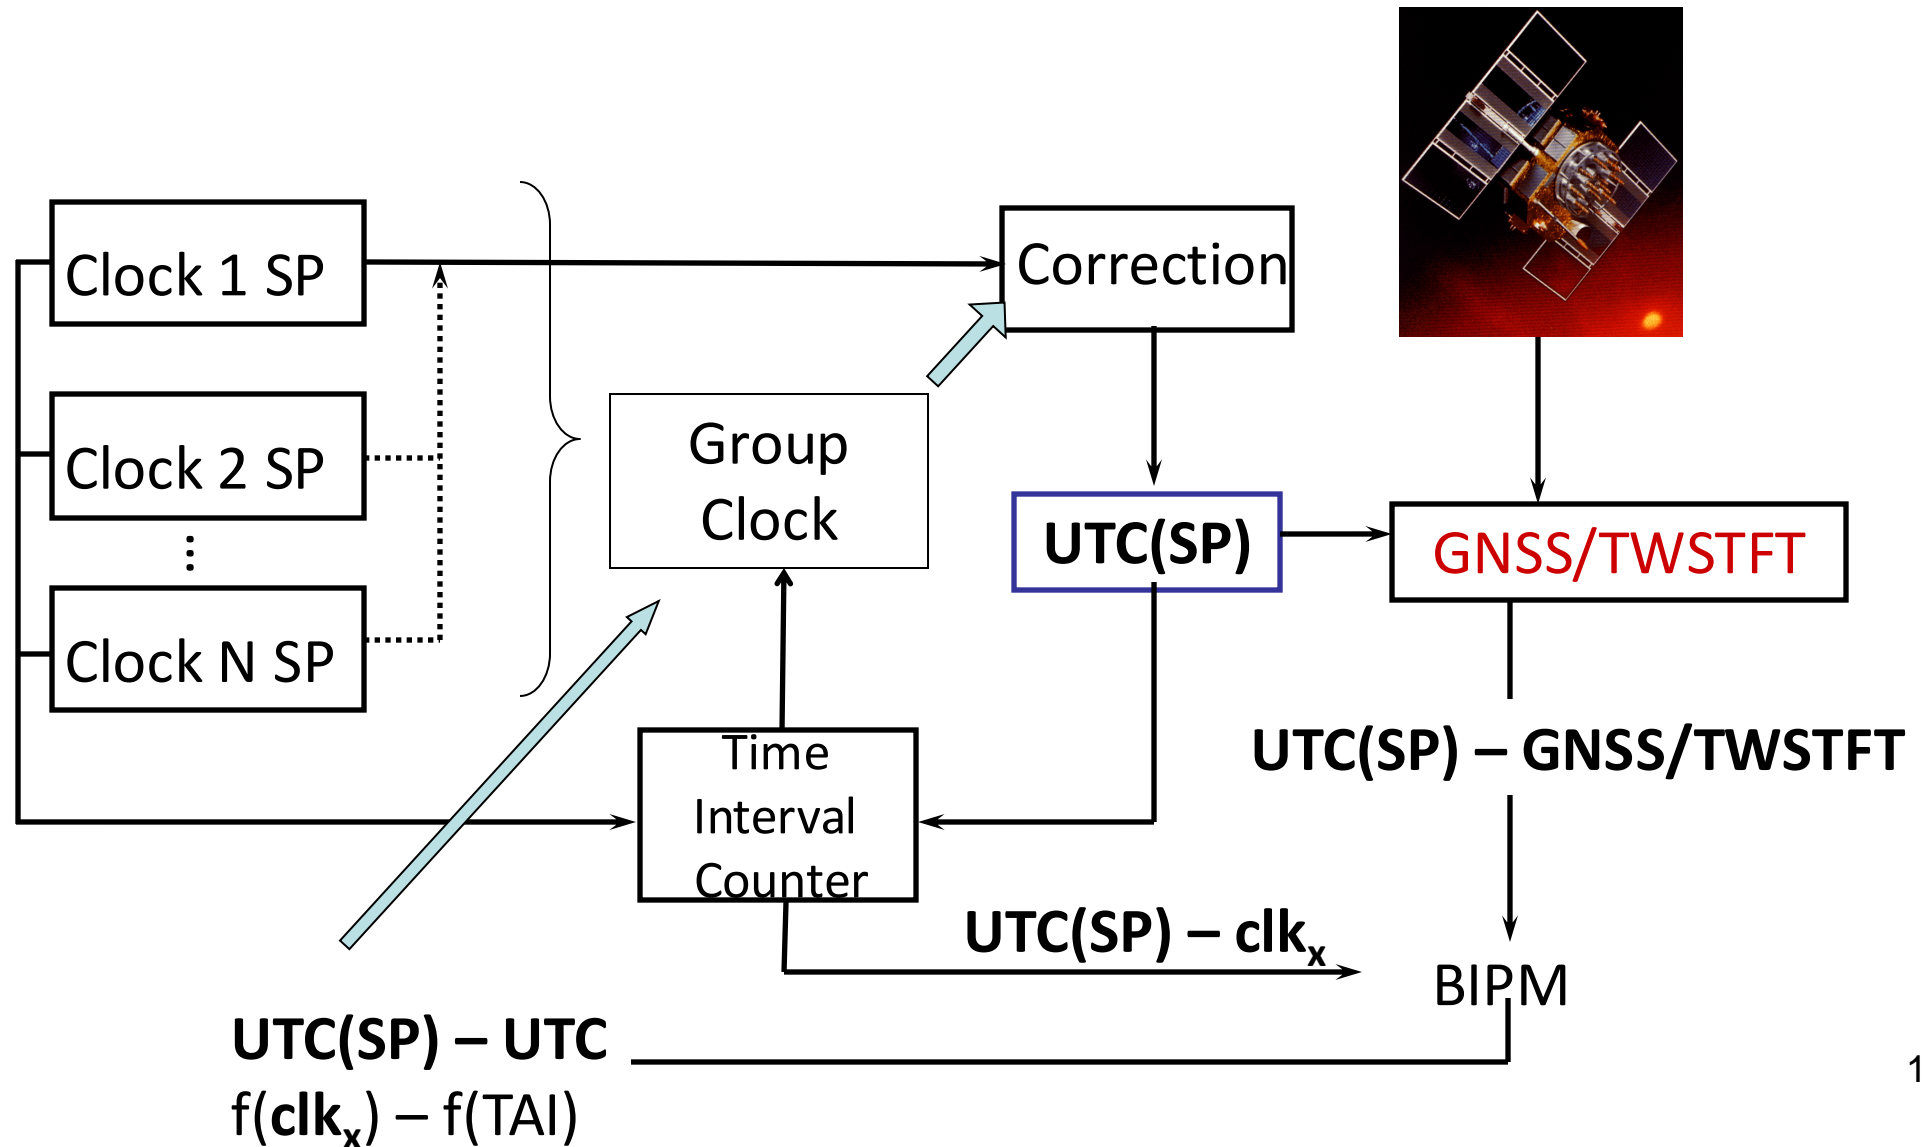 Clock 1 SP
Correction
Clock 2 SP
⋮
Group
Clock
UTC(SP)
GNSS/TWSTFT
Clock N SP
Time
Interval
Counter
UTC(SP) – GNSS/TWSTFT
UTC(SP) – clkₓ
BIPM
UTC(SP) – UTC
f(clkₓ) – f(TAI)
1